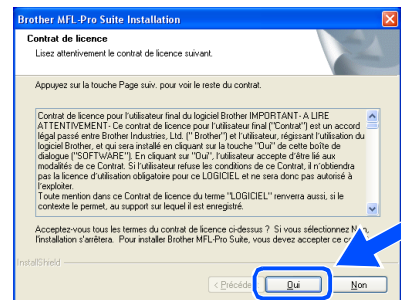 Brother MFL-Pro Suite Installation
Contrat de licence
Lisez attentivement le contrat de licence suivant.
Appuyez sur la touche Page suiv. pour voir le reste du contrat.
Contrat de licence pour l'utilisateur final du logiciel Brother IMPORTANT- A LIRE
ATTENTIVEMENT- Ce contrat de licence pour l'utilisateur final ("Contrat") est un accord
légal passé entre Brother Industries, Ltd. (" Brother") et l'utilisateur, régissant l'utilisation du
logiciel Brother, et qui sera installé en cliquant sur la touche "Oui" de cette boîte de
dialogue ("SOFTWARE"). En cliquant sur "Oui", l'utilisateur accepte d'être lié aux
modalités de ce Contrat. Si l'utilisateur refuse les conditions de ce Contrat, il n'obtiendra
pas la licence d'utilisation obligatoire pour ce LOGICIEL et ne sera donc pas autorisé à
l'exploiter.
Toute mention dans ce Contrat de licence du terme "LOGICIEL" renverra aussi, si le
contexte le permet, au support sur lequel il est enregistré.
Acceptez-vous tous les termes du contrat de licence ci-dessus ? Si vous sélectionnez
l'installation s'arrêtera. Pour installer Brother MFL-Pro Suite, vous devez accepter ce
InstallShield
< Précéde
Oui
Non